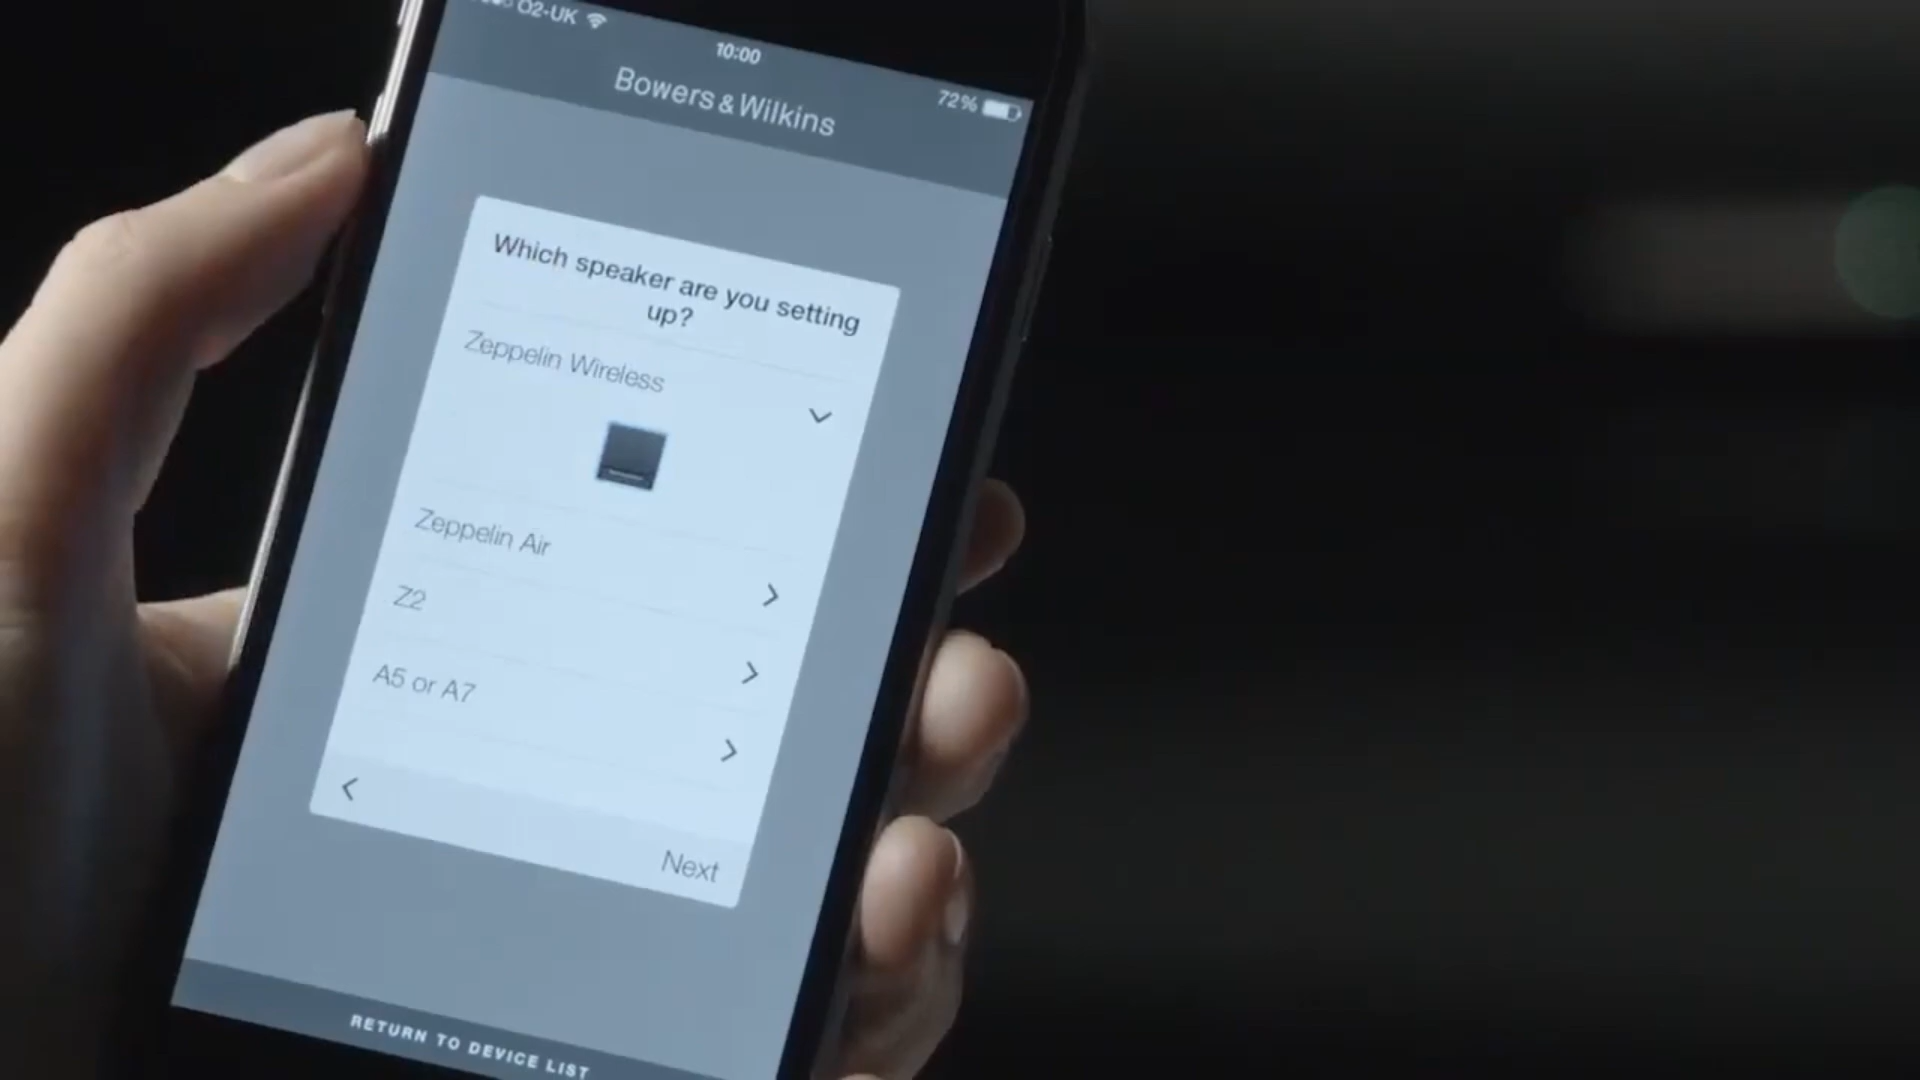 O2-UK
10:00
72%
Bowers & Wilkins
Which speaker are you setting
up?
Zeppelin Wireless
Zeppelin Air
Z2
A5 or A7
Next
RETURN TO DEVICE LIST